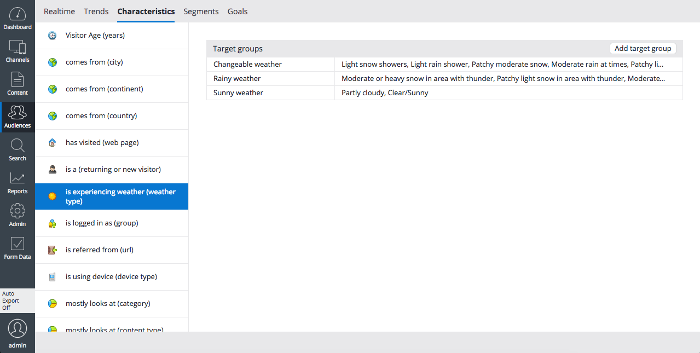 Realtime Trends Characteristics Segments Goals
Dashboard
Channels
Content
Audiences
Search
Reports
Admin
Form Data
Auto
Export
Off
admin
Visitor Age (years)
comes from (city)
comes from (continent)
comes from (country)
has visited (web page)
is a (returning or new visitor)
is experiencing weather (weather
type)
is logged in as (group)
is referred from (url)
is using device (device type)
mostly looks at (category)
mostly looks at (content type)
Target groups Add target group
Changeable weather Light snow showers, Light rain shower, Patchy moderate snow, Moderate rain at times, Patchy li...
Rainy weather Moderate or heavy snow in area with thunder, Patchy light snow in area with thunder, Moderate...
Sunny weather Partly cloudy, Clear/Sunny